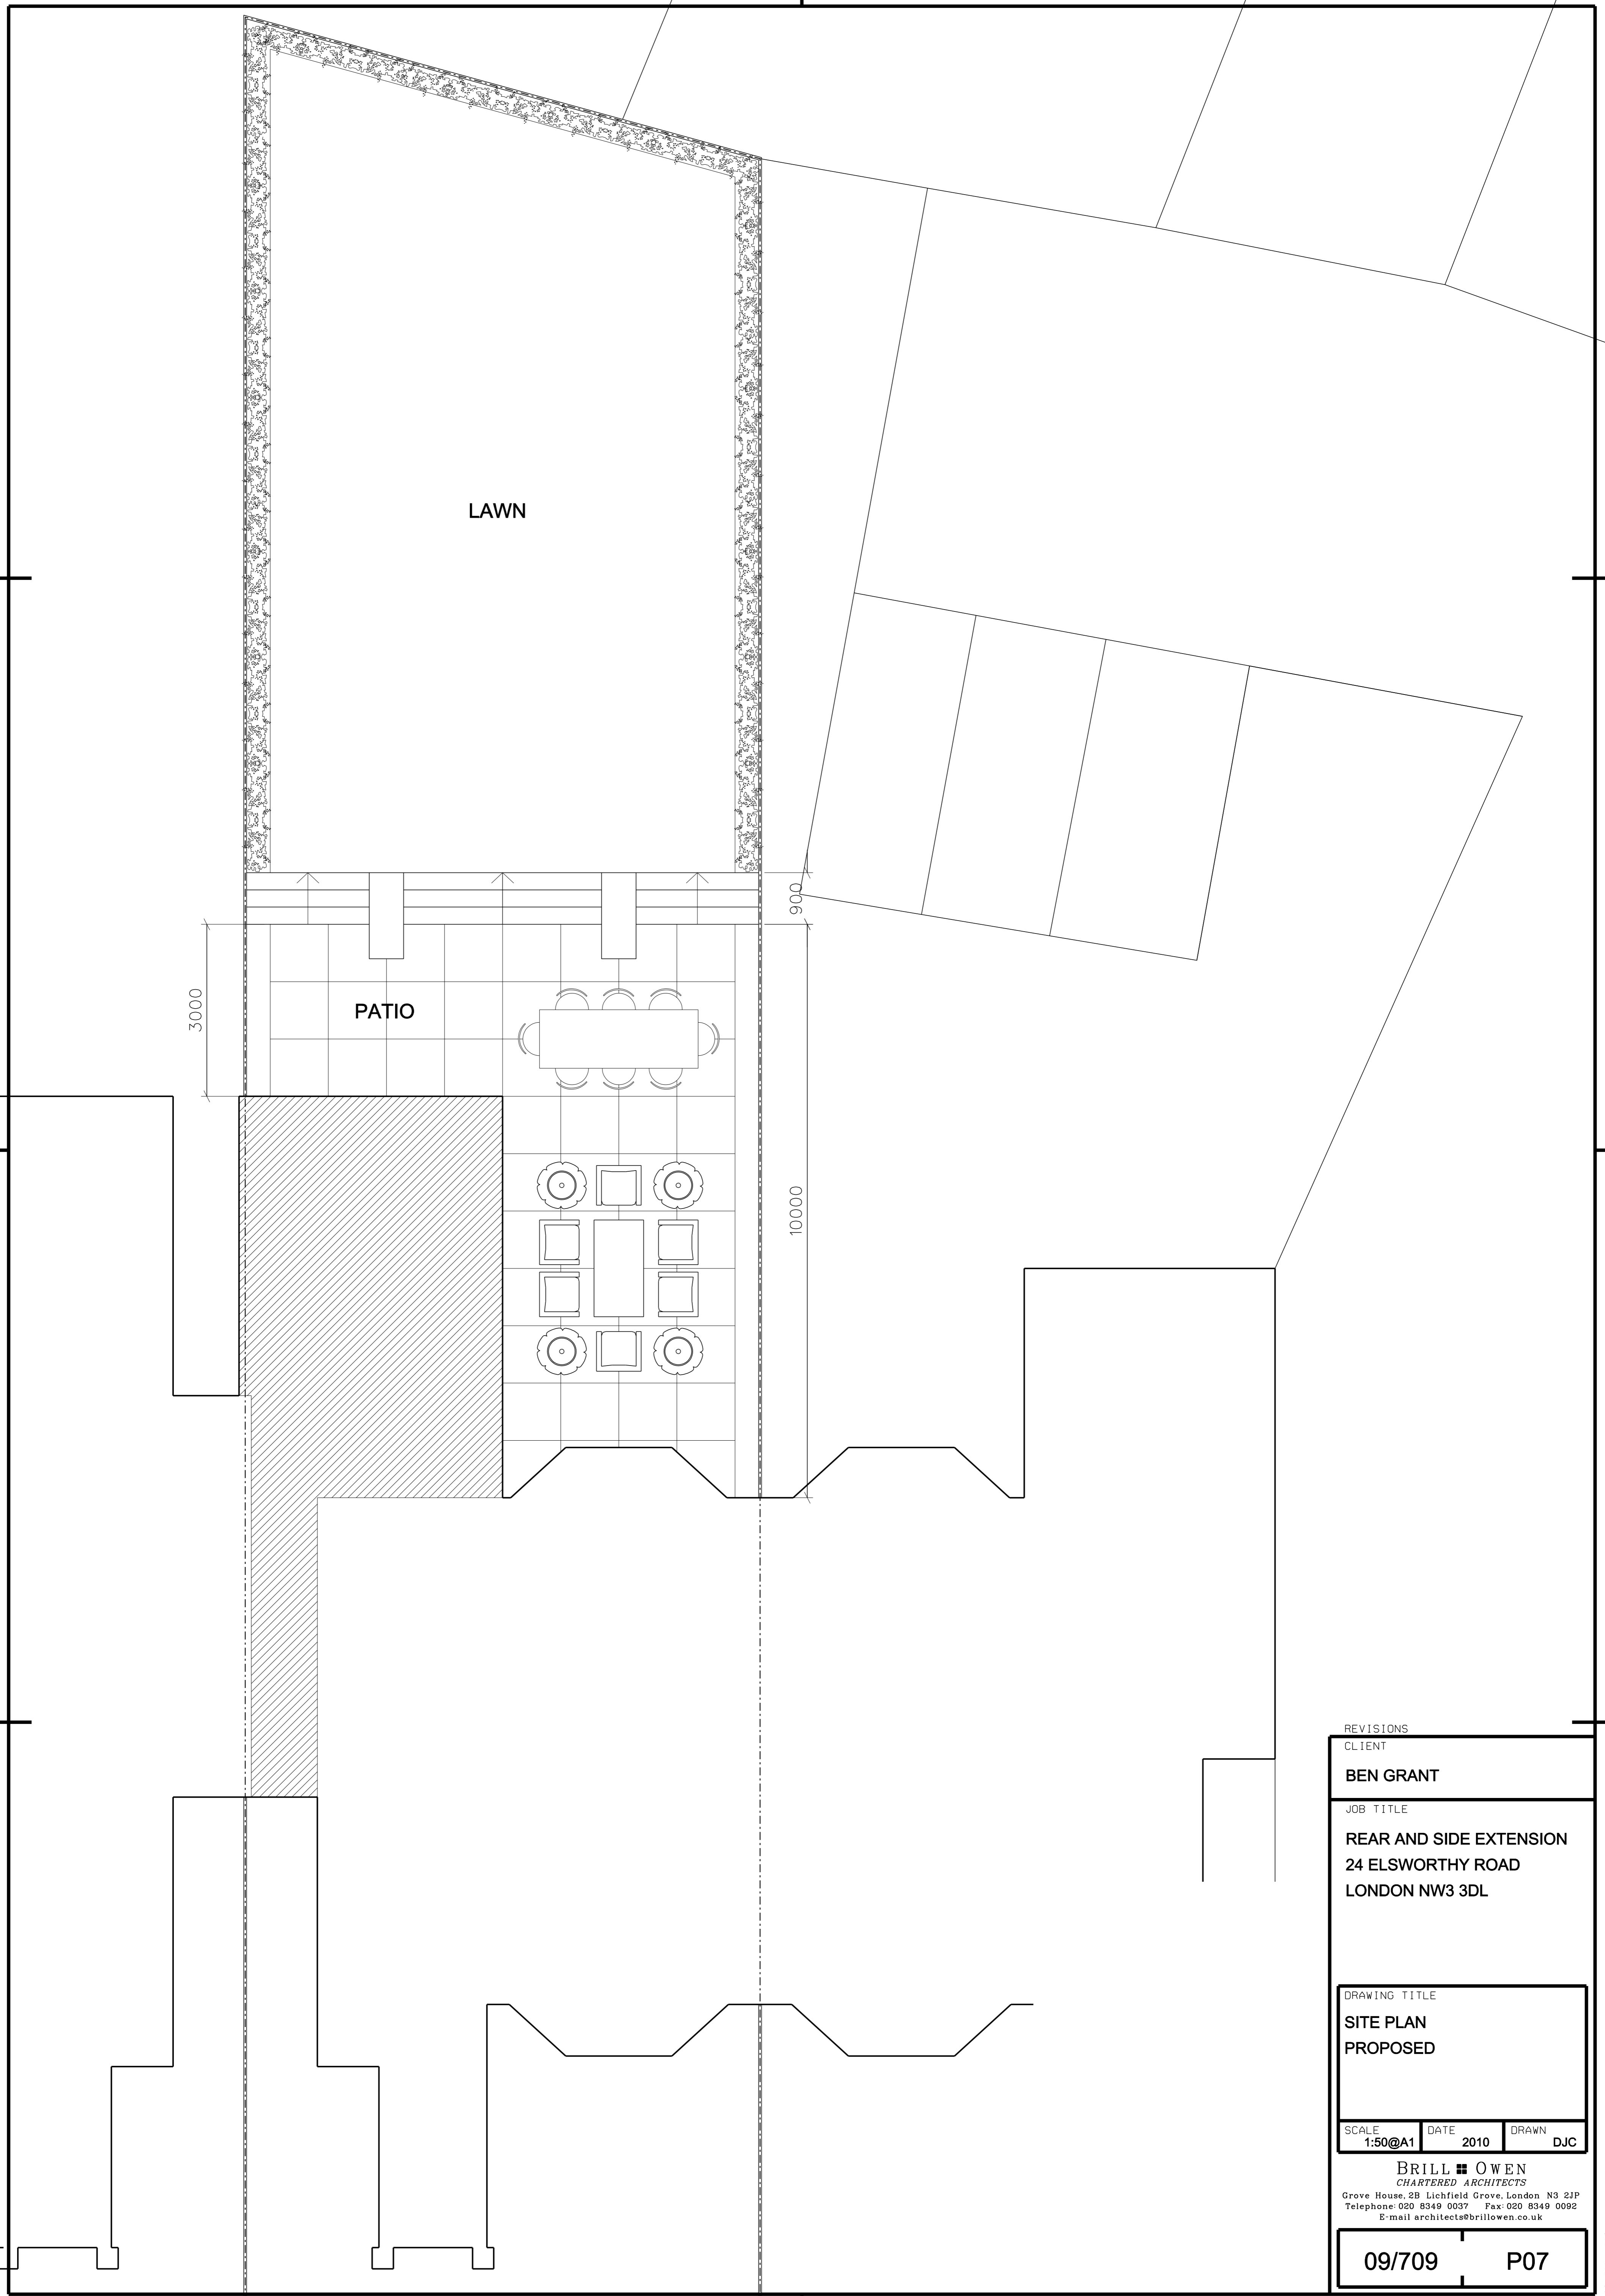 LAWN
900
3000
PATIO
10000
REVISIONS
CLIENT
BEN GRANT
JOB TITLE
REAR AND SIDE EXTENSION
24 ELSWORTHY ROAD
LONDON NW3 3DL
DRAWING TITLE
SITE PLAN
PROPOSED
SCALE DATE DRAWN
1:50@A1 2010 DJC
BRILL OWEN
CHARTERED ARCHITECTS
Grove House, 2B Lichfield Grove, London N3 2JP
Telephone: 020 8349 0037 Fax: 020 8349 0092
E-mail architects@brillowen.co.uk
09/709 P07